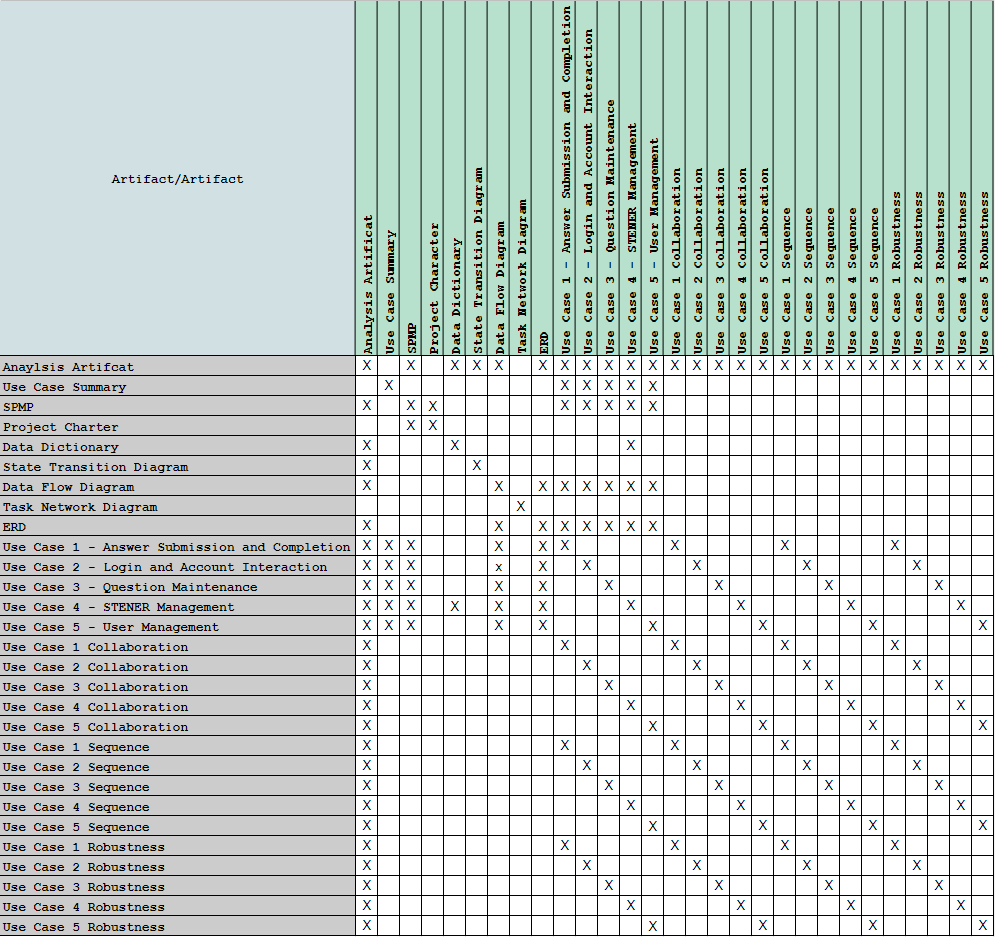 Artifact/Artifact
Analysis Artificat
Use Case Summary
SPMP
Project Character
Data Dictionary
State Transition Diagram
Data Flow Diagram
Task Network Diagram
ERD
Use Case 1 - Answer Submission and Completion
Use Case 2 - Login and Account Interaction
Use Case 3 - Question Maintenance
Use Case 4 - STENER Management
Use Case 5 - User Management
Use Case 1 Collaboration
Use Case 2 Collaboration
Use Case 3 Collaboration
Use Case 4 Collaboration
Use Case 5 Collaboration
Use Case 1 Sequence
Use Case 2 Sequence
Use Case 3 Sequence
Use Case 4 Sequence
Use Case 5 Sequence
Use Case 1 Robustness
Use Case 2 Robustness
Use Case 3 Robustness
Use Case 4 Robustness
Use Case 5 Robustness
Anaylsis Artifcat X X X X X X X X X X X X X X X X X X X X X X X X X X
Use Case Summary X X X X X X
SPMP X X X X X X X X
Project Charter X X
Data Dictionary X X X
State Transition Diagram X X
Data Flow Diagram X X X X X X X X
Task Network Diagram X
ERD X X X X X X X X
Use Case 1 - Answer Submission and Completion X X X X X X X X X
Use Case 2 - Login and Account Interaction X X X x X X X X X
Use Case 3 - Question Maintenance X X X X X X X X X
Use Case 4 - STENER Management X X X X X X X X X X
Use Case 5 - User Management X X X X X X X X X
Use Case 1 Collaboration X X X X X
Use Case 2 Collaboration X X X X X
Use Case 3 Collaboration X X X X X
Use Case 4 Collaboration X X X X X
Use Case 5 Collaboration X X X X X
Use Case 1 Sequence X X X X X
Use Case 2 Sequence X X X X X
Use Case 3 Sequence X X X X X
Use Case 4 Sequence X X X X X
Use Case 5 Sequence X X X X X
Use Case 1 Robustness X X X X X
Use Case 2 Robustness X X X X X
Use Case 3 Robustness X X X X X
Use Case 4 Robustness X X X X X
Use Case 5 Robustness X X X X X